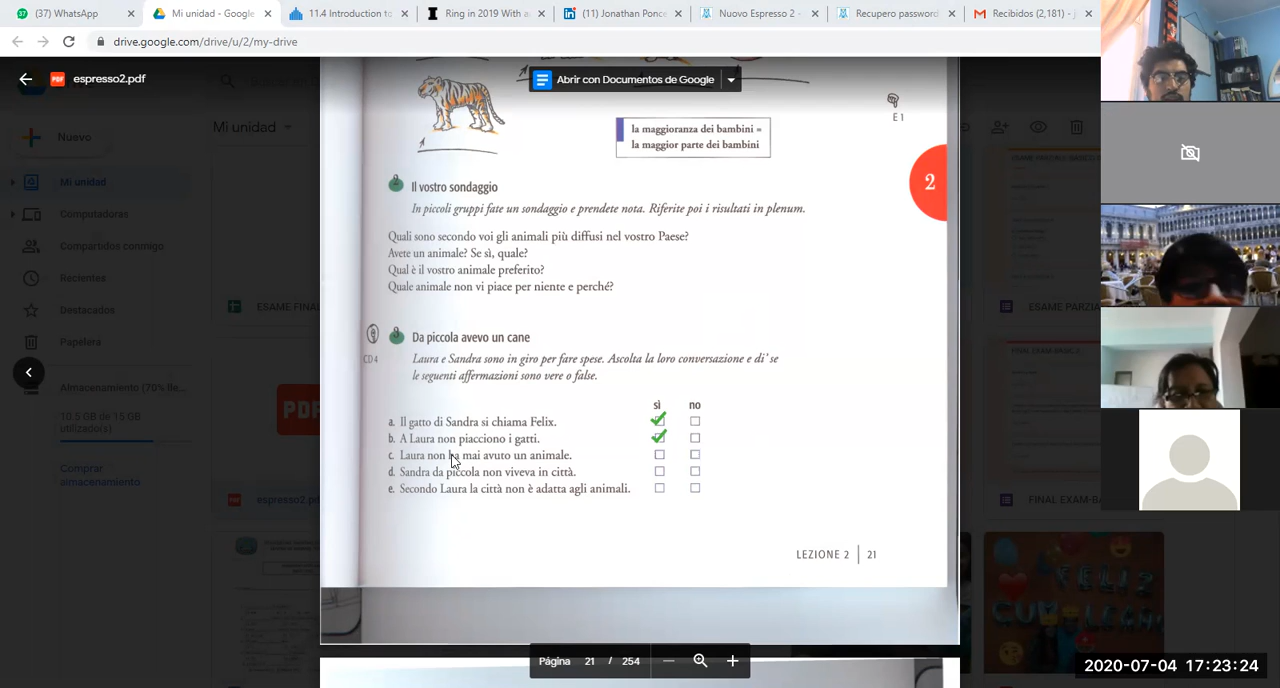 (37) WhatsApp
Mi unidad - Google
11.4 Introduction to
Ring in 2019 With a
(11) Jonathan Ponce
Nuovo Espresso 2 -
Recupero password
Recibidos (2,181) - j
drive.google.com/drive/u/2/my-drive
PDF espresso2.pdf
Abrir con Documentos de Google
Nuevo
Mi unidad
Mi unidad
Computadoras
Compartidos conmigo
Recientes
Destacados
Papelera
Almacenamiento (70% lle...
10.5 GB de 15 GB
utilizado
Comprar
almacenamiento
PDF
ESAME FINAL
espresso2.p
ESAME PARZIA
FINAL EXAM-BA
la maggioranza dei bambini =
la maggior parte dei bambini
E 1
2
Il vostro sondaggio
In piccoli gruppi fate un sondaggio e prendete nota. Riferite poi i risultati in plenum.
Quali sono secondo voi gli animali più diffusi nel vostro Paese?
Avete un animale? Se sì, quale?
Qual è il vostro animale preferito?
Quale animale non vi piace per niente e perché?
CD 4
Da piccola avevo un cane
Laura e Sandra sono in giro per fare spese. Ascolta la loro conversazione e di' se
le seguenti affermazioni sono vere o false.
sì no
a. Il gatto di Sandra si chiama Felix.
b. A Laura non piacciono i gatti.
c. Laura non ha mai avuto un animale.
d. Sandra da piccola non viveva in città.
e. Secondo Laura la città non è adatta agli animali.
LEZIONE 2 | 21
Página 21 / 254
2020-07-04 17:23:24